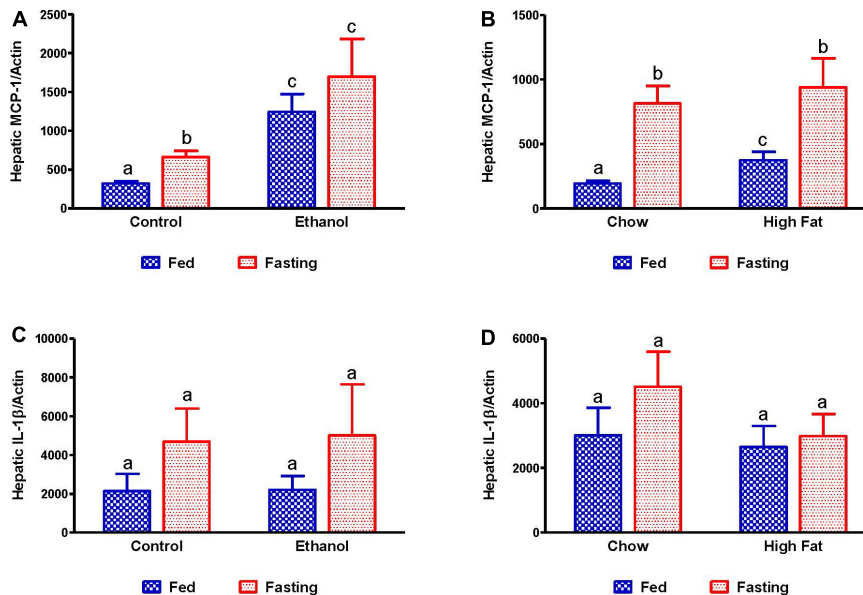 A
Hepatic MCP-1/Actin
2500
2000
1500
1000
500
0
a
b
c
c
Control
Ethanol
Fed
Fasting
B
Hepatic MCP-1/Actin
1500
1000
500
0
a
b
c
b
Chow
High Fat
Fed
Fasting
C
Hepatic IL-1β/Actin
10000
8000
6000
4000
2000
0
a
a
a
a
Control
Ethanol
Fed
Fasting
D
Hepatic IL-1β/Actin
6000
4000
2000
0
a
a
a
a
Chow
High Fat
Fed
Fasting